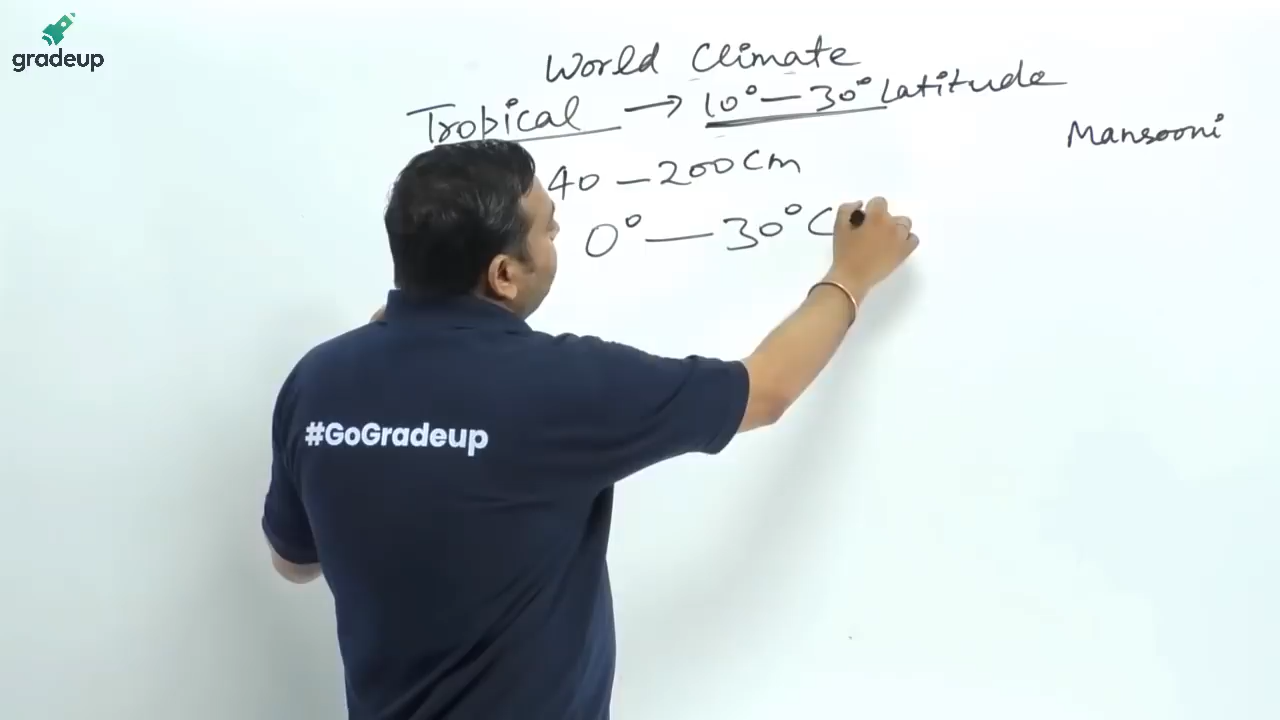 gradeup
World Climate
Tropical → 10° — 30° Latitude
Mansooni
40 — 200 cm
0° — 30° C
#GoGradeup